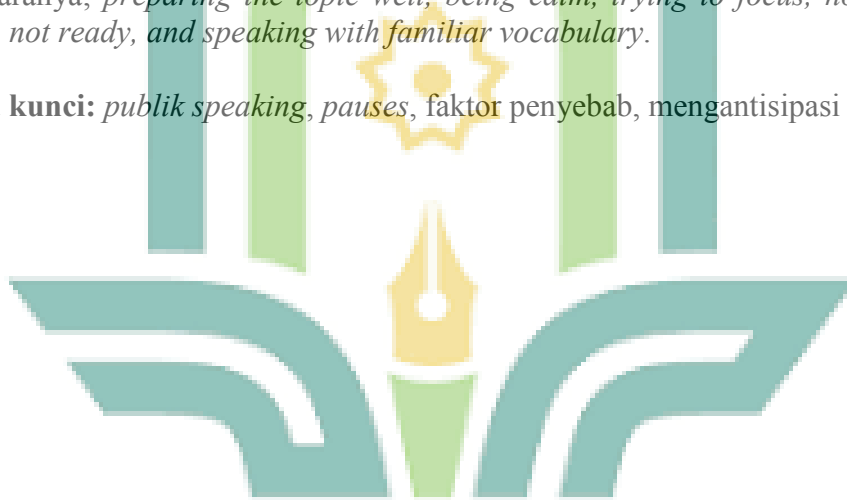 preparing the topic well, being calm, trying to focus,
not ready, and speaking with familiar vocabulary.
kunci: publik speaking, pauses, faktor penyebab, mengantisipasi